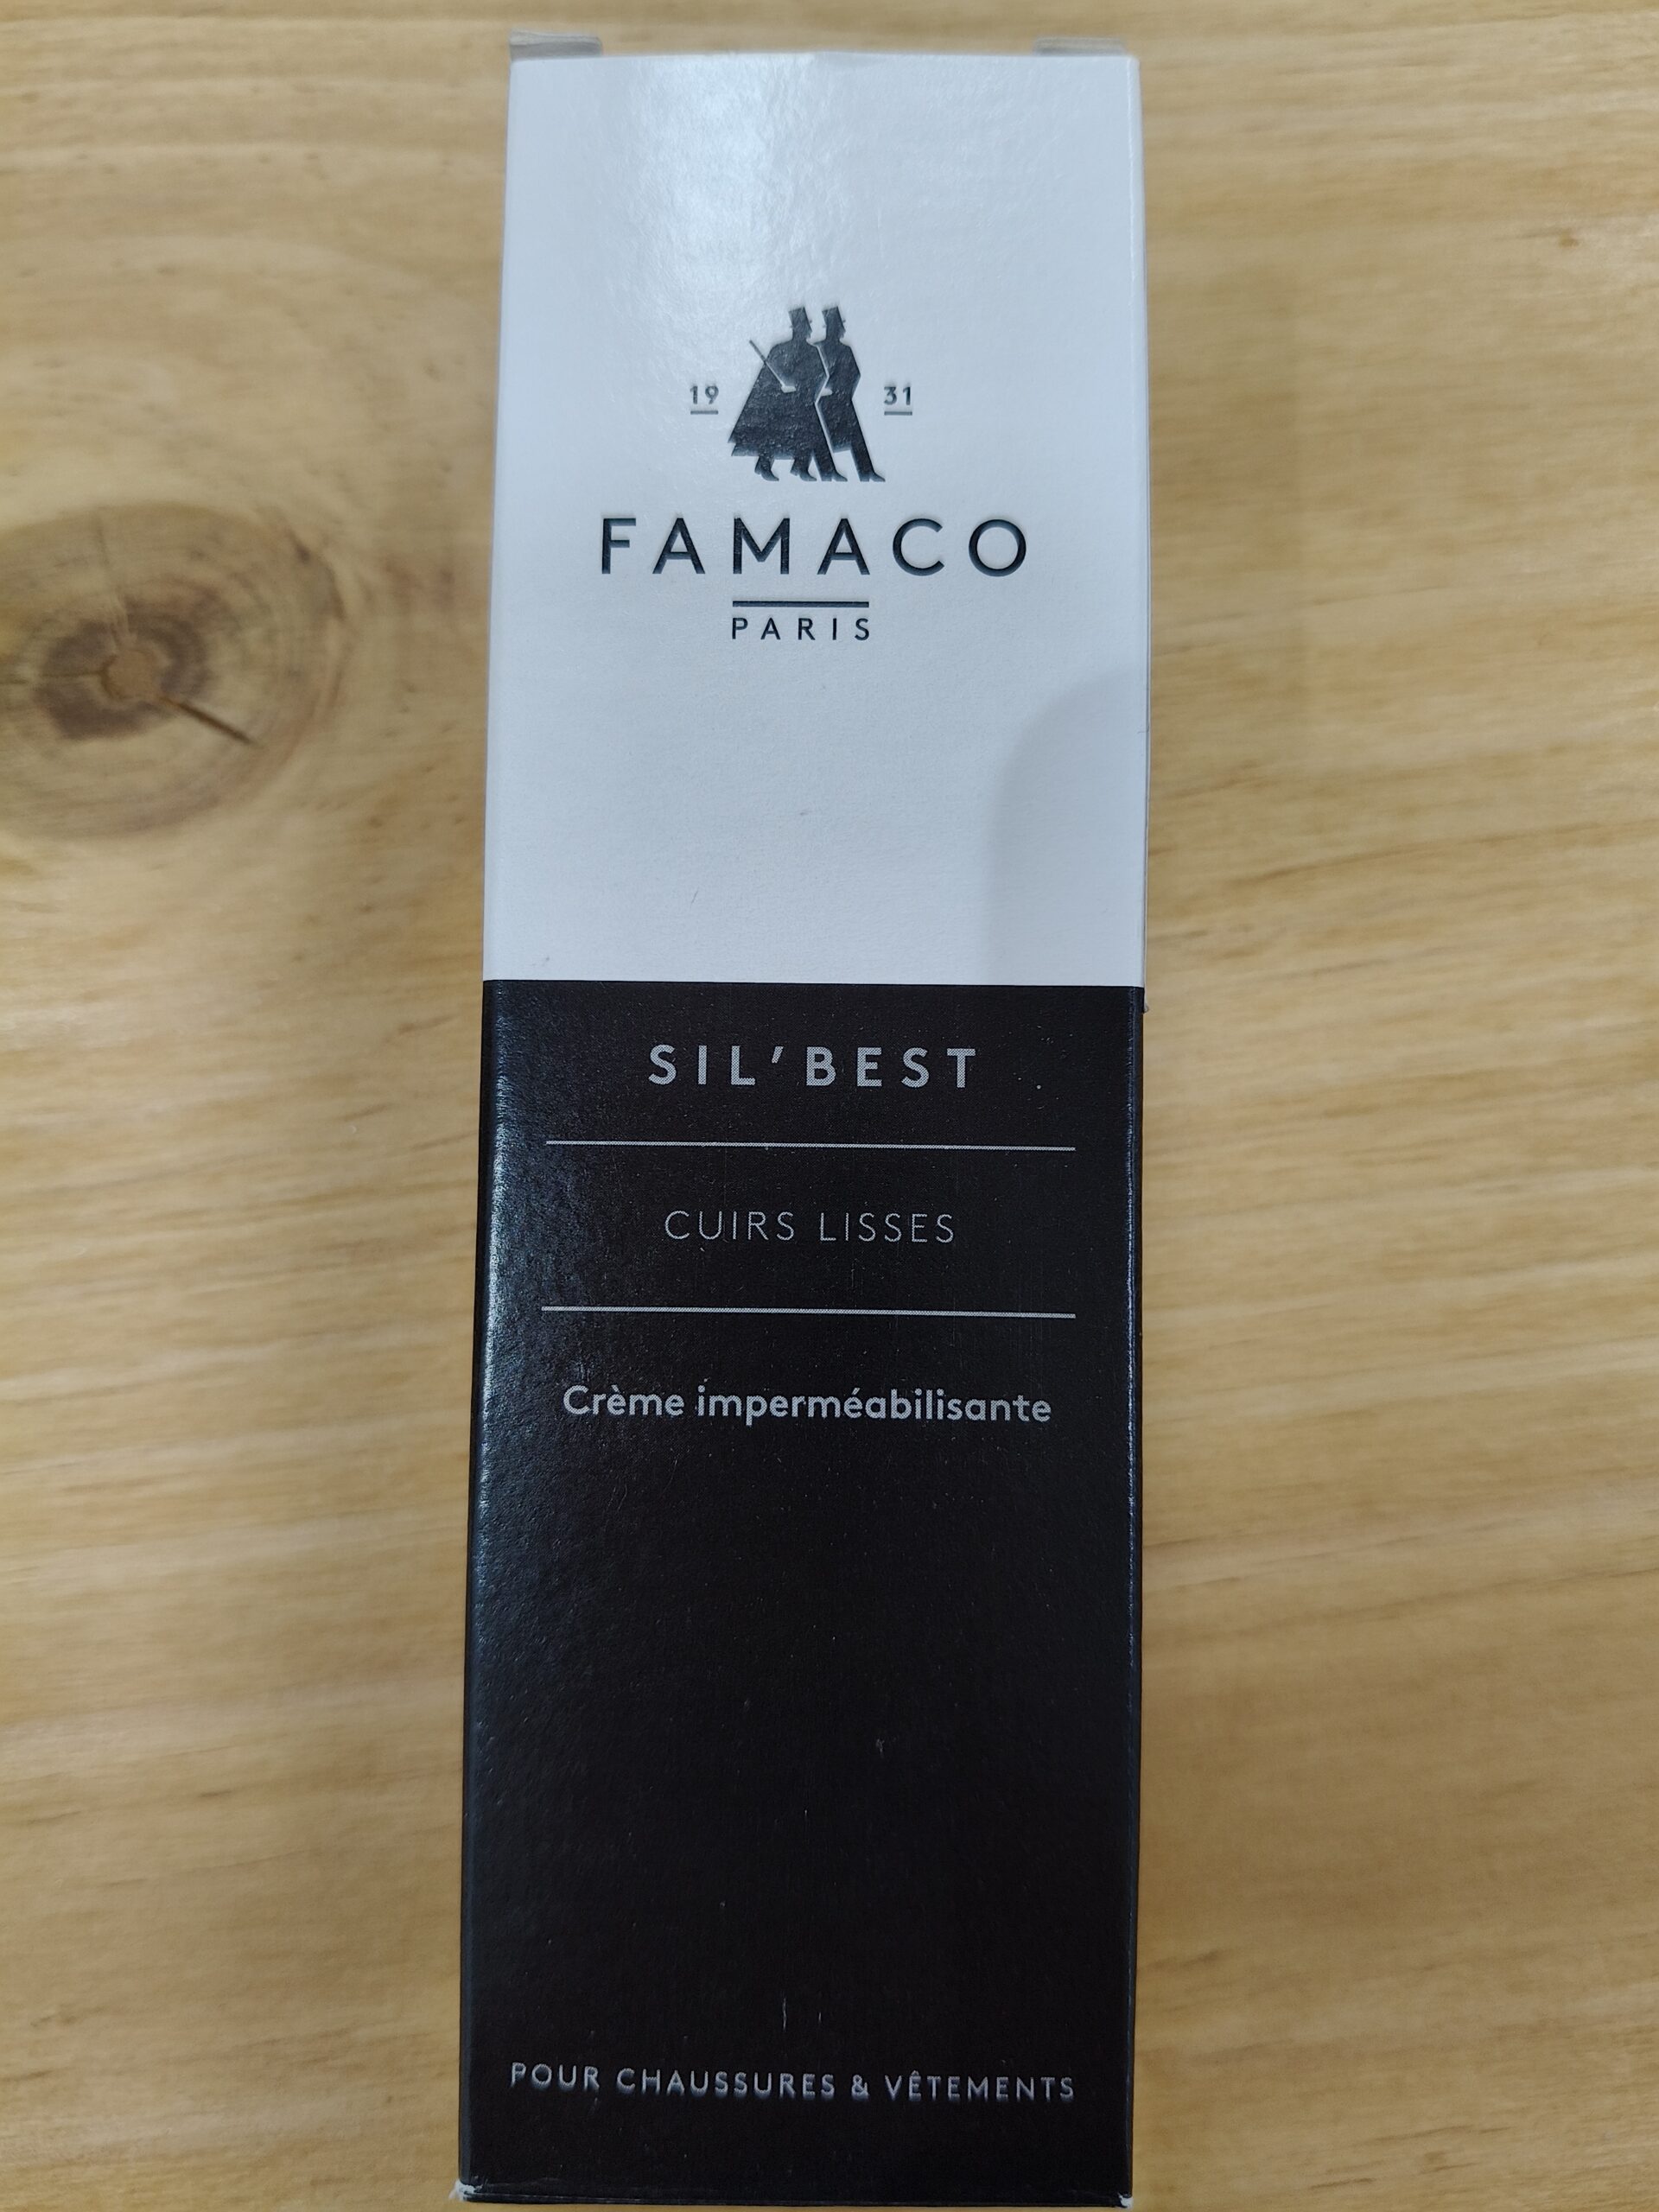 19 31
FAMACO
PARIS
SIL'BEST
CUIRS LISSES
Crème imperméabilisante
POUR CHAUSSURES & VÊTEMENTS